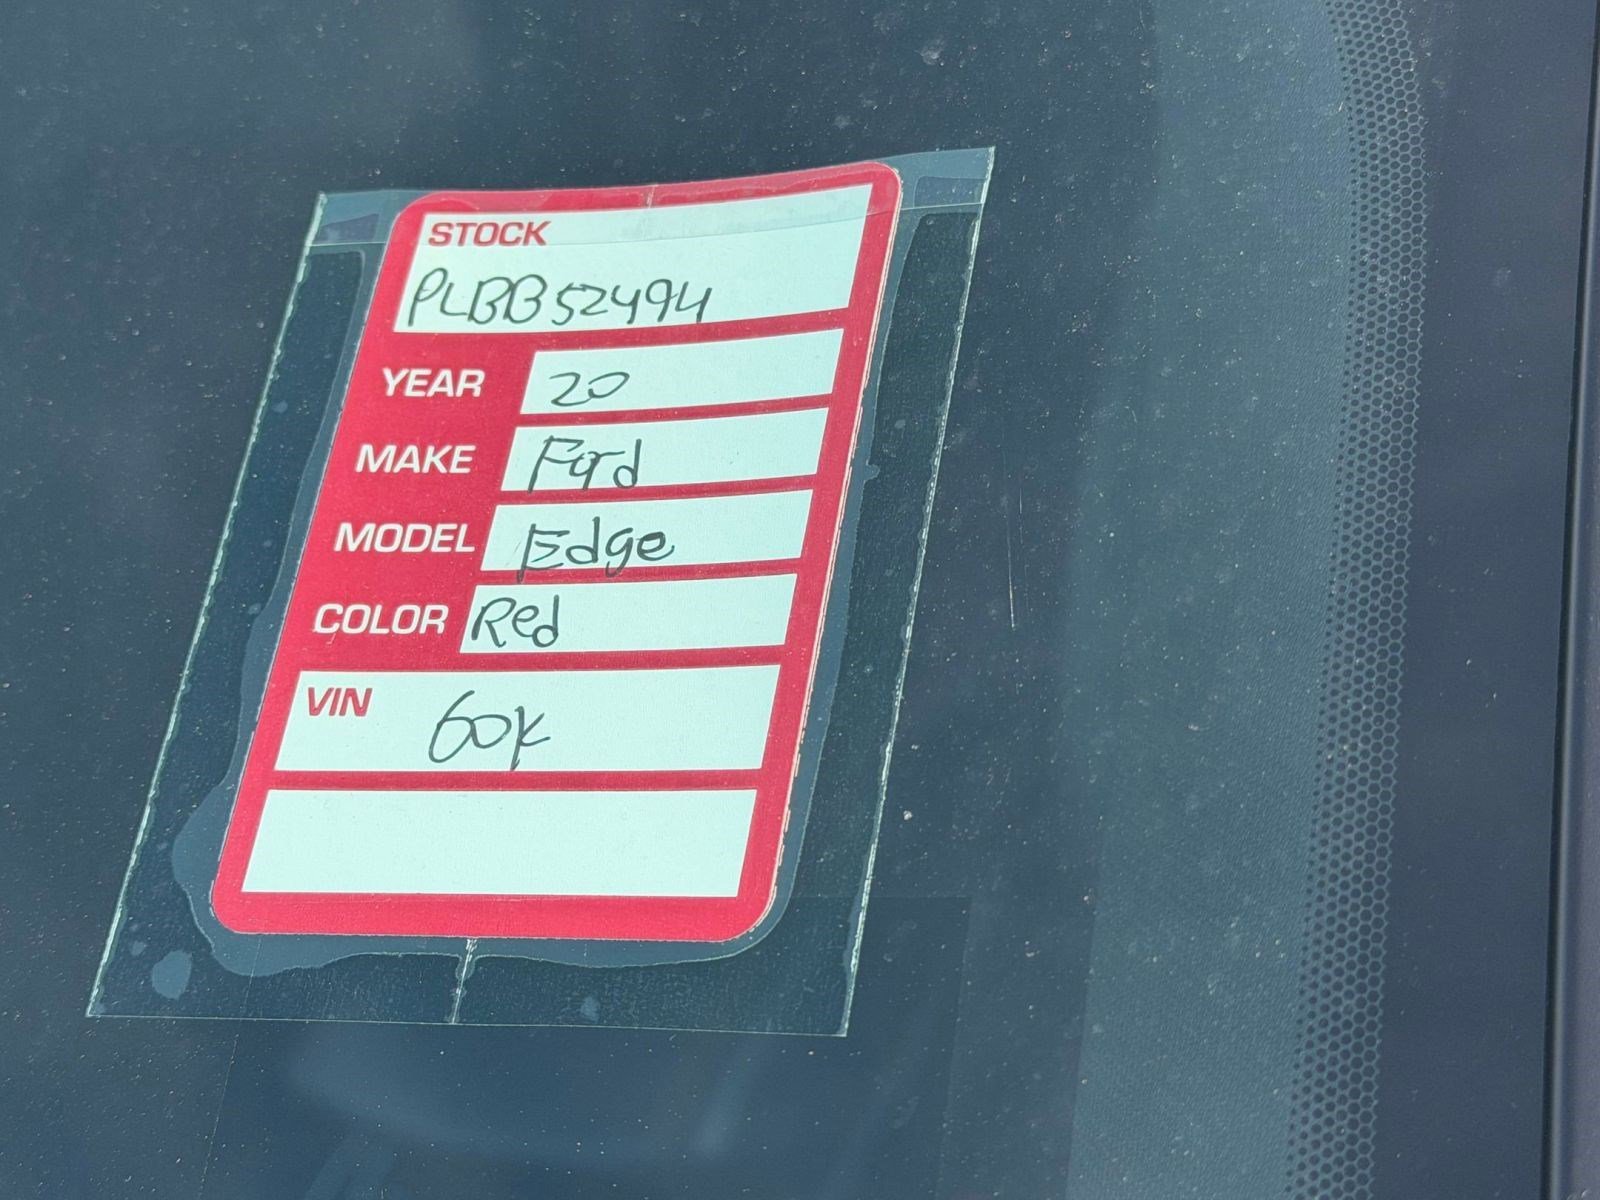 STOCK
PLBB52494
YEAR 20
MAKE Ford
MODEL Edge
COLOR Red
VIN 60K